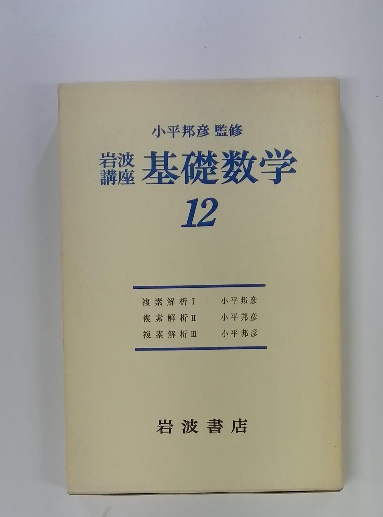 小平邦彦 監修
岩波講座 基礎数学
12
複素解析 I 小平邦彦
複素解析 II 小平邦彦
複素解析 III 小平邦彦
岩波書店